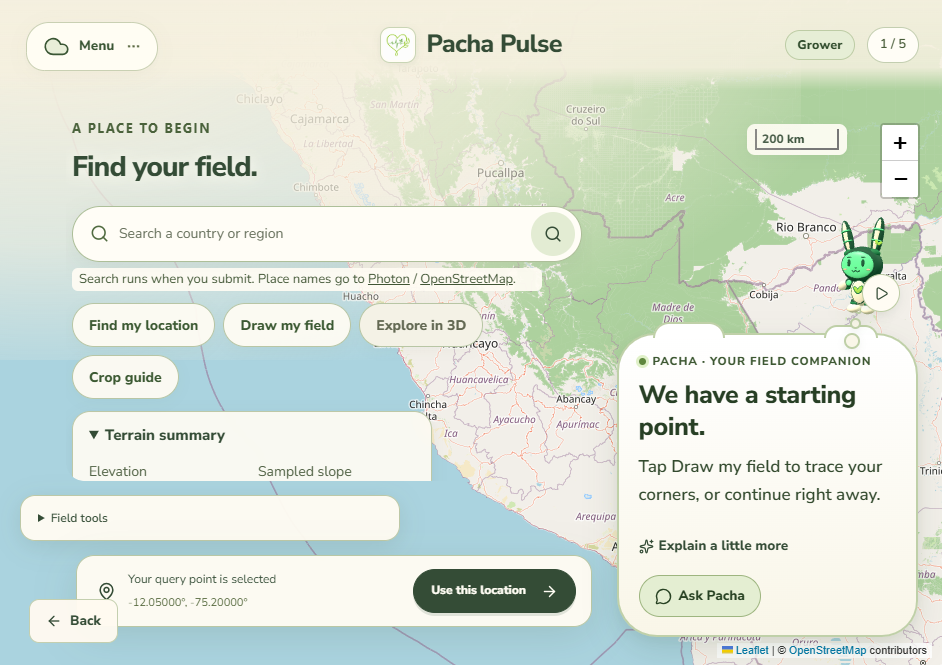 Menu ···
Pacha Pulse
Grower
1 / 5
Chiclayo
Cajamarca
San Martín
La Libertad
Chimbote
Pucallpa
Cruzeiro
do Sul
Acre
200 km
+
−
A PLACE TO BEGIN
Find your field.
Search a country or region
Search runs when you submit. Place names go to Photon / OpenStreetMap.
Huacho
Find my location
Draw my field
Explore in 3D
Crop guide
Rio Branco
Cobija
Madre de
Dios
Huancavelica
Chincha
Alta
Ica
Ayacucho
Apurímac
Abancay
Arequipa
Terrain summary
Elevation
Sampled slope
Field tools
Your query point is selected
-12.05000°, -75.20000°
Use this location
Back
PACHA · YOUR FIELD COMPANION
We have a starting
point.
Tap Draw my field to trace your
corners, or continue right away.
Explain a little more
Ask Pacha
Leaflet | © OpenStreetMap contributors